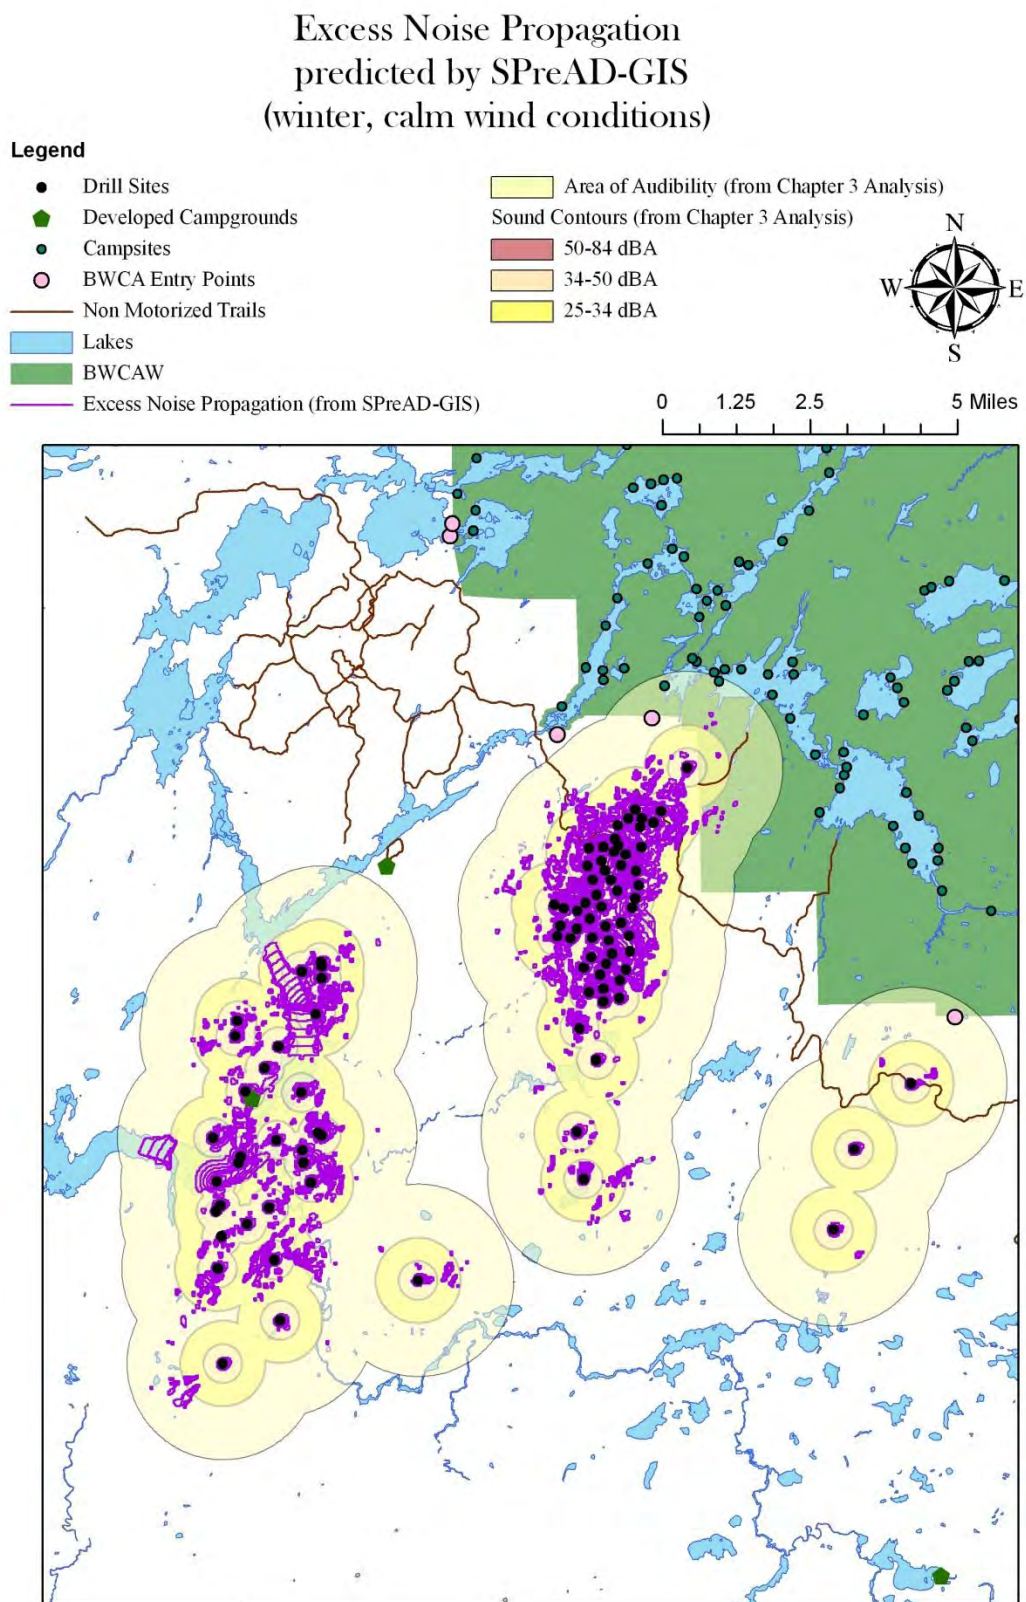 Excess Noise Propagation
predicted by SPreAD-GIS
(winter, calm wind conditions)
Legend
Drill Sites
Developed Campgrounds
Campsites
BWCA Entry Points
Non Motorized Trails
Lakes
BWCAW
Excess Noise Propagation (from SPreAD-GIS)
Area of Audibility (from Chapter 3 Analysis)
Sound Contours (from Chapter 3 Analysis)
50-84 dBA
34-50 dBA
25-34 dBA
N
W E
S
0 1.25 2.5 5 Miles